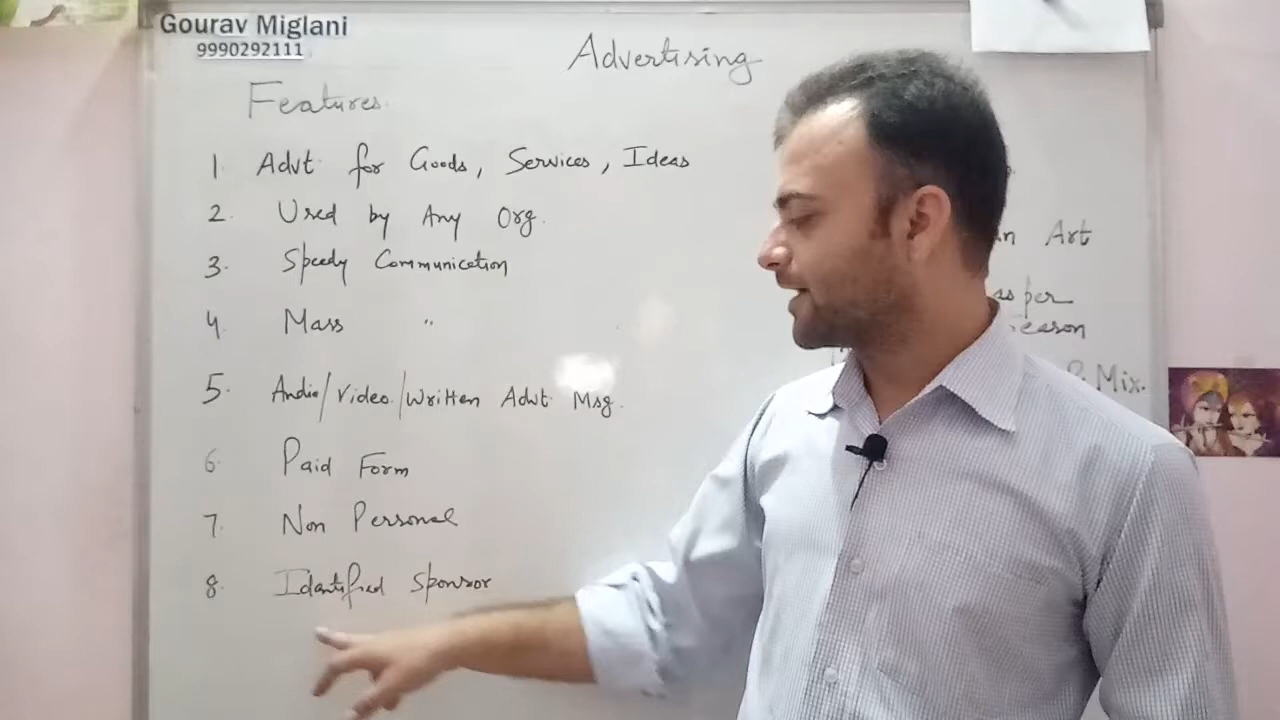 Gourav Miglani
9990292111
Advertising
Features
1. Advt for Goods, Services, Ideas
2. Used by Any Org.
3. Speedy Communication
4. Mass "
5. Audio/Video/Written Advt Msg.
6. Paid Form
7. Non Personal
8. Identified Sponsor
Art
as per
Mix.